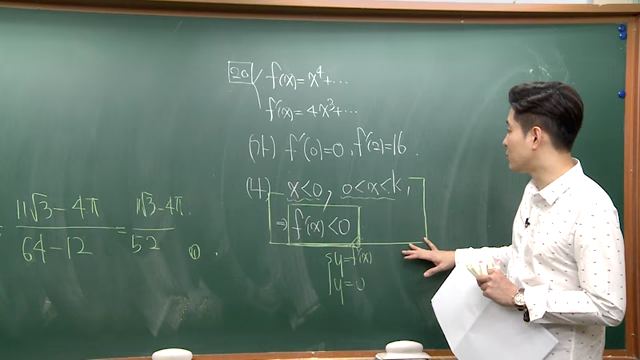 20 f(x)=x⁴+...
f'(x)=4x³+...
(가) f'(0)=0, f'(2)=16.
(나) x<0, 0<x<k,
⇒ f'(x)<0
y=f'(x)
y=0
= 11√3-4π / 64-12 = 11√3-4π / 52 ①.